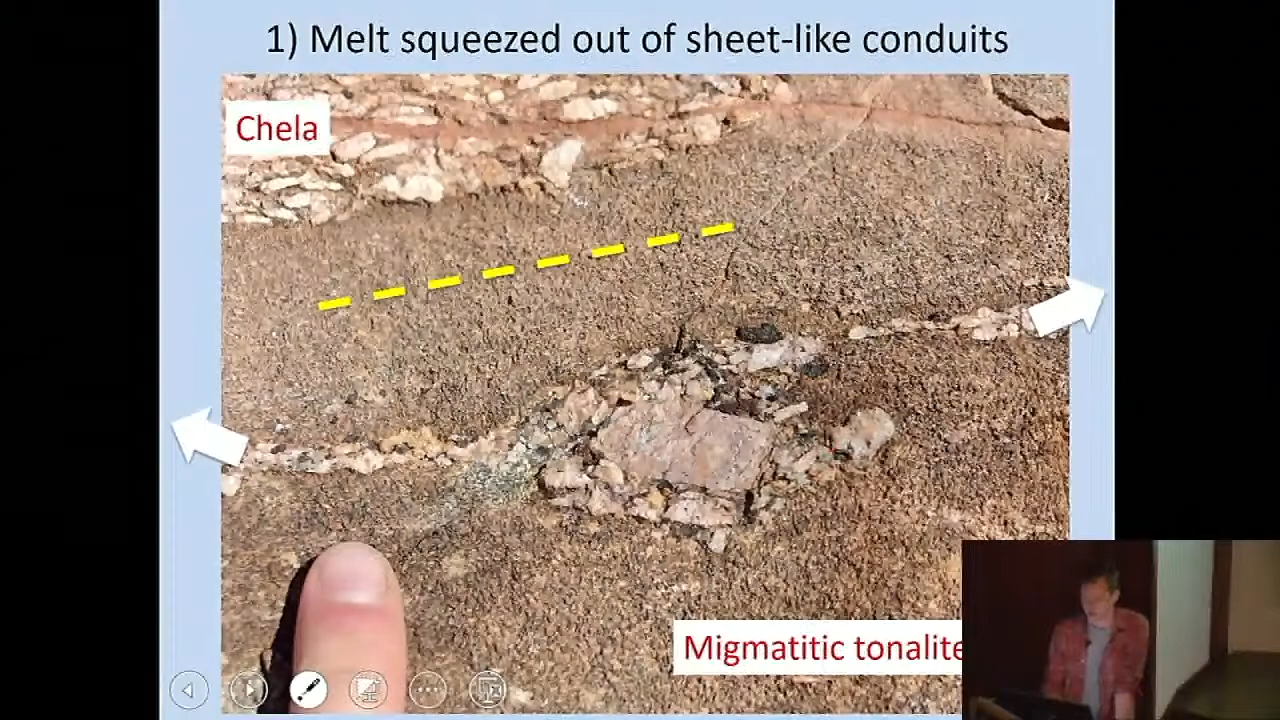 1) Melt squeezed out of sheet-like conduits
Chela
Migmatitic tonalite